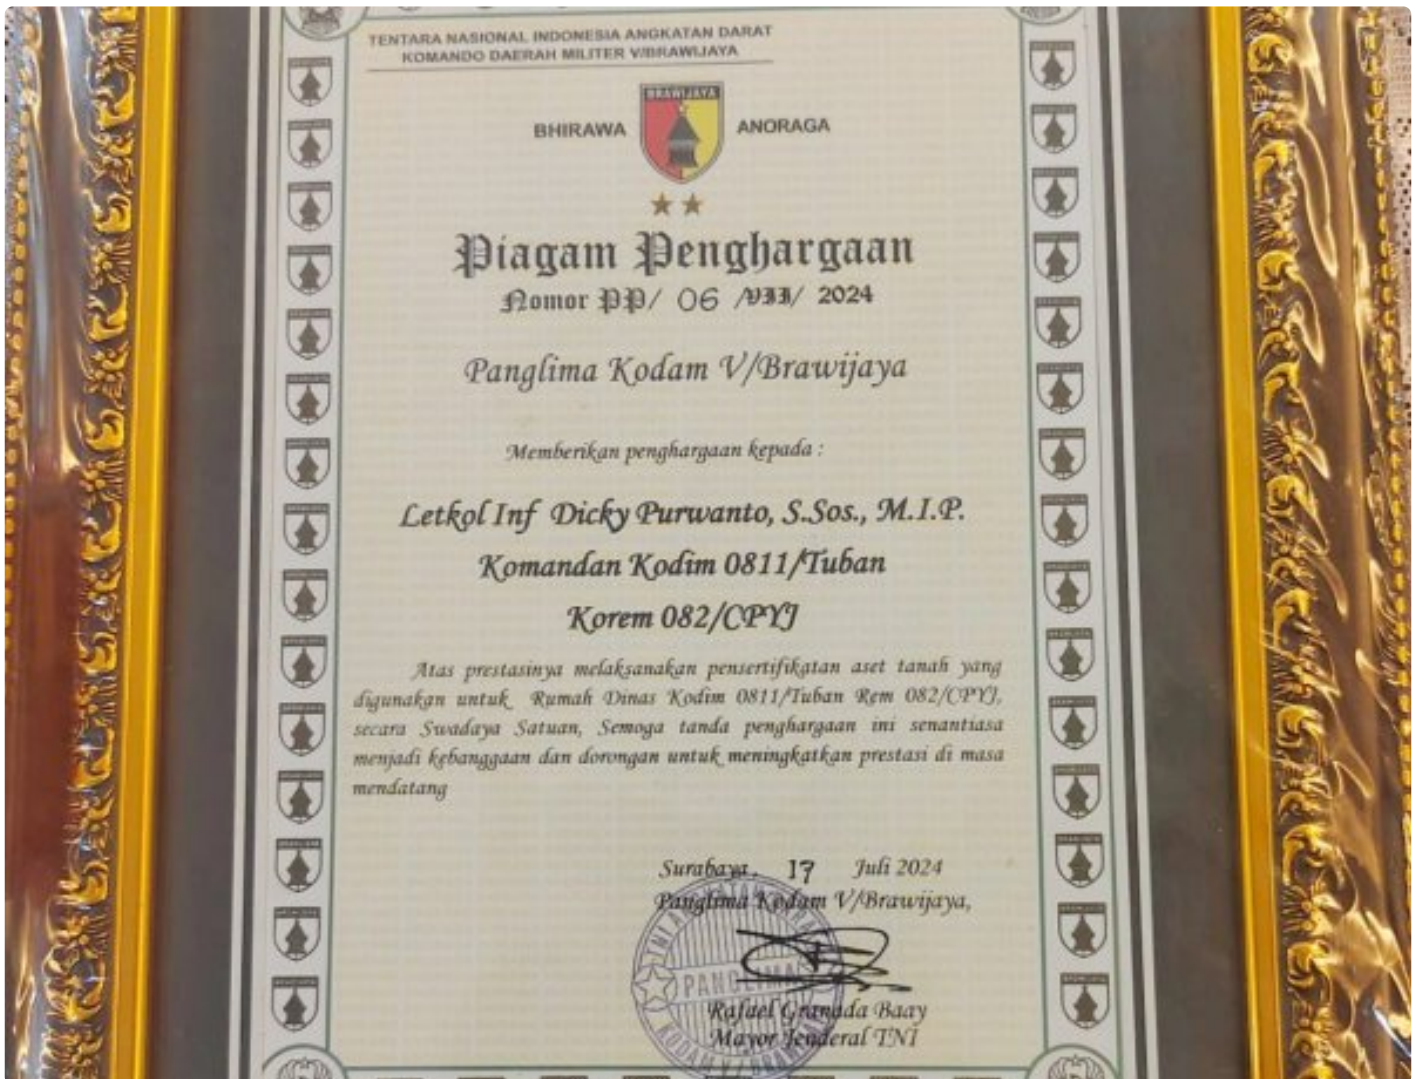 TENTARA NASIONAL INDONESIA ANGKATAN DARAT
KOMANDO DAERAH MILITER V/BRAWIJAYA
BRAWIJAYA
BHIRAWA ANORAGA
Piagam Penghargaan
Nomor PP/ 06 /VII/ 2024
Panglima Kodam V/Brawijaya
Memberikan penghargaan kepada :
Letkol Inf Dicky Purwanto, S.Sos., M.I.P.
Komandan Kodim 0811/Tuban
Korem 082/CPYJ
Atas prestasinya melaksanakan pensertifikatan aset tanah yang
digunakan untuk Rumah Dinas Kodim 0811/Tuban Rem 082/CPYJ,
secara Swadaya Satuan, Semoga tanda penghargaan ini senantiasa
menjadi kebanggaan dan dorongan untuk meningkatkan prestasi di masa
mendatang
Surabaya, 17 Juli 2024
Panglima Kodam V/Brawijaya,
PANGLIMA
KODAM V/BRAWIJAYA
Rafael Granada Baay
Mayor Jenderal TNI